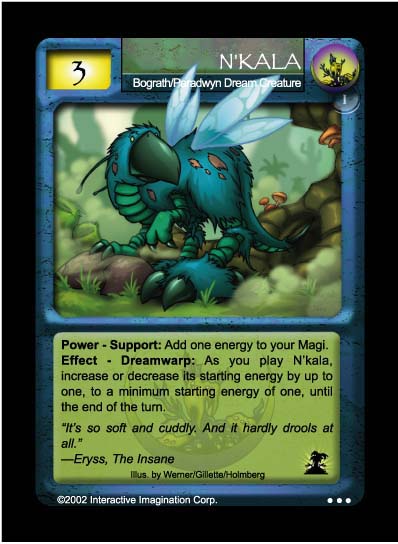 3
N'KALA
Bograth/Paradwyn Dream Creature
1
Power - Support: Add one energy to your Magi.
Effect - Dreamwarp: As you play N'kala,
increase or decrease its starting energy by up
one, to a minimum starting energy of one, until
the end of the turn.
“It's so soft and cuddly. And it hardly drools at
all.”
—Eryss, The Insane
Illus. by Werner/Gillette/Holmberg
©2002 Interactive Imagination Corp.